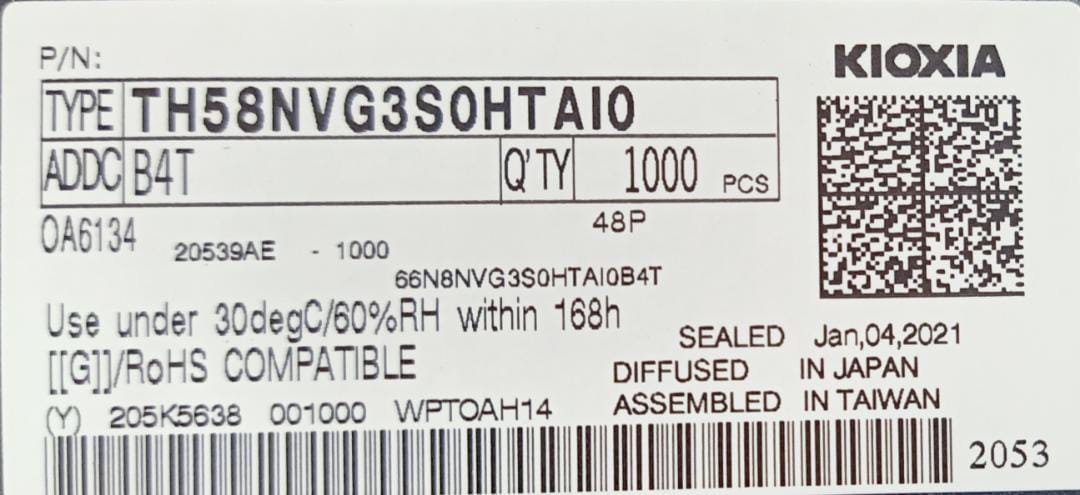 P/N:
KIOXIA
TYPE TH58NVG3S0HTAI0
ADDC B4T Q'TY 1000 PCS
OA6134 20539AE - 1000 48P
66N8NVG3S0HTAI0B4T
Use under 30degC/60%RH within 168h
SEALED Jan,04,2021
[[G]]/RoHS COMPATIBLE
DIFFUSED IN JAPAN
(Y) 205K5638 001000 WPTOAH14
ASSEMBLED IN TAIWAN
2053